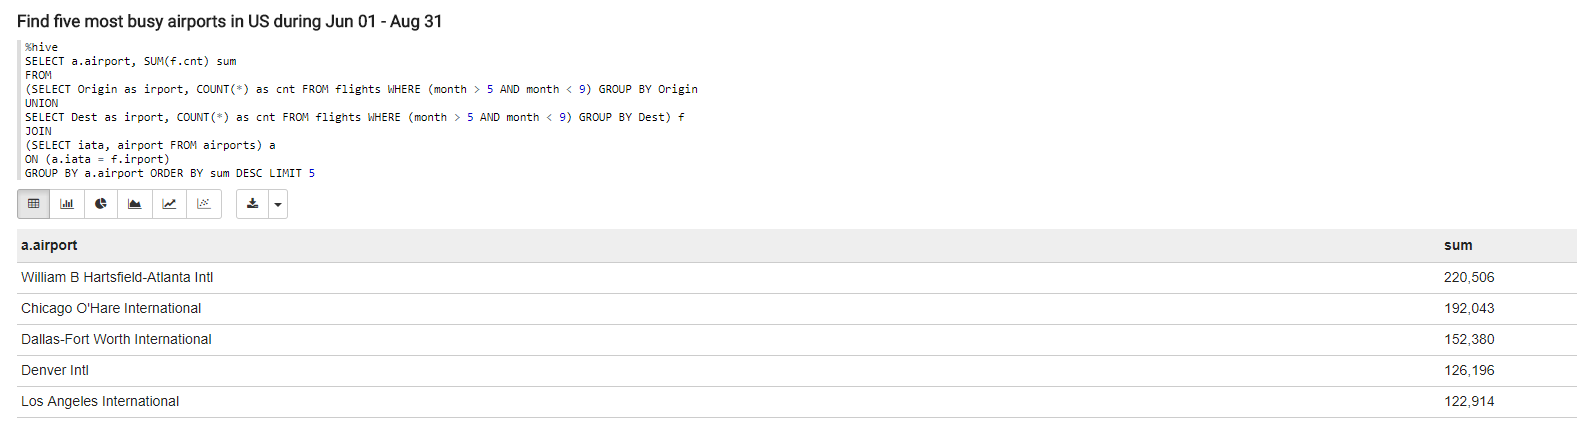 Find five most busy airports in US during Jun 01 - Aug 31
%hive
SELECT a.airport, SUM(f.cnt) sum
FROM
(SELECT Origin as irport, COUNT(*) as cnt FROM flights WHERE (month > 5 AND month < 9) GROUP BY Origin
UNION
SELECT Dest as irport, COUNT(*) as cnt FROM flights WHERE (month > 5 AND month < 9) GROUP BY Dest) f
JOIN
(SELECT iata, airport FROM airports) a
ON (a.iata = f.irport)
GROUP BY a.airport ORDER BY sum DESC LIMIT 5
a.airport sum
William B Hartsfield-Atlanta Intl 220,506
Chicago O'Hare International 192,043
Dallas-Fort Worth International 152,380
Denver Intl 126,196
Los Angeles International 122,914